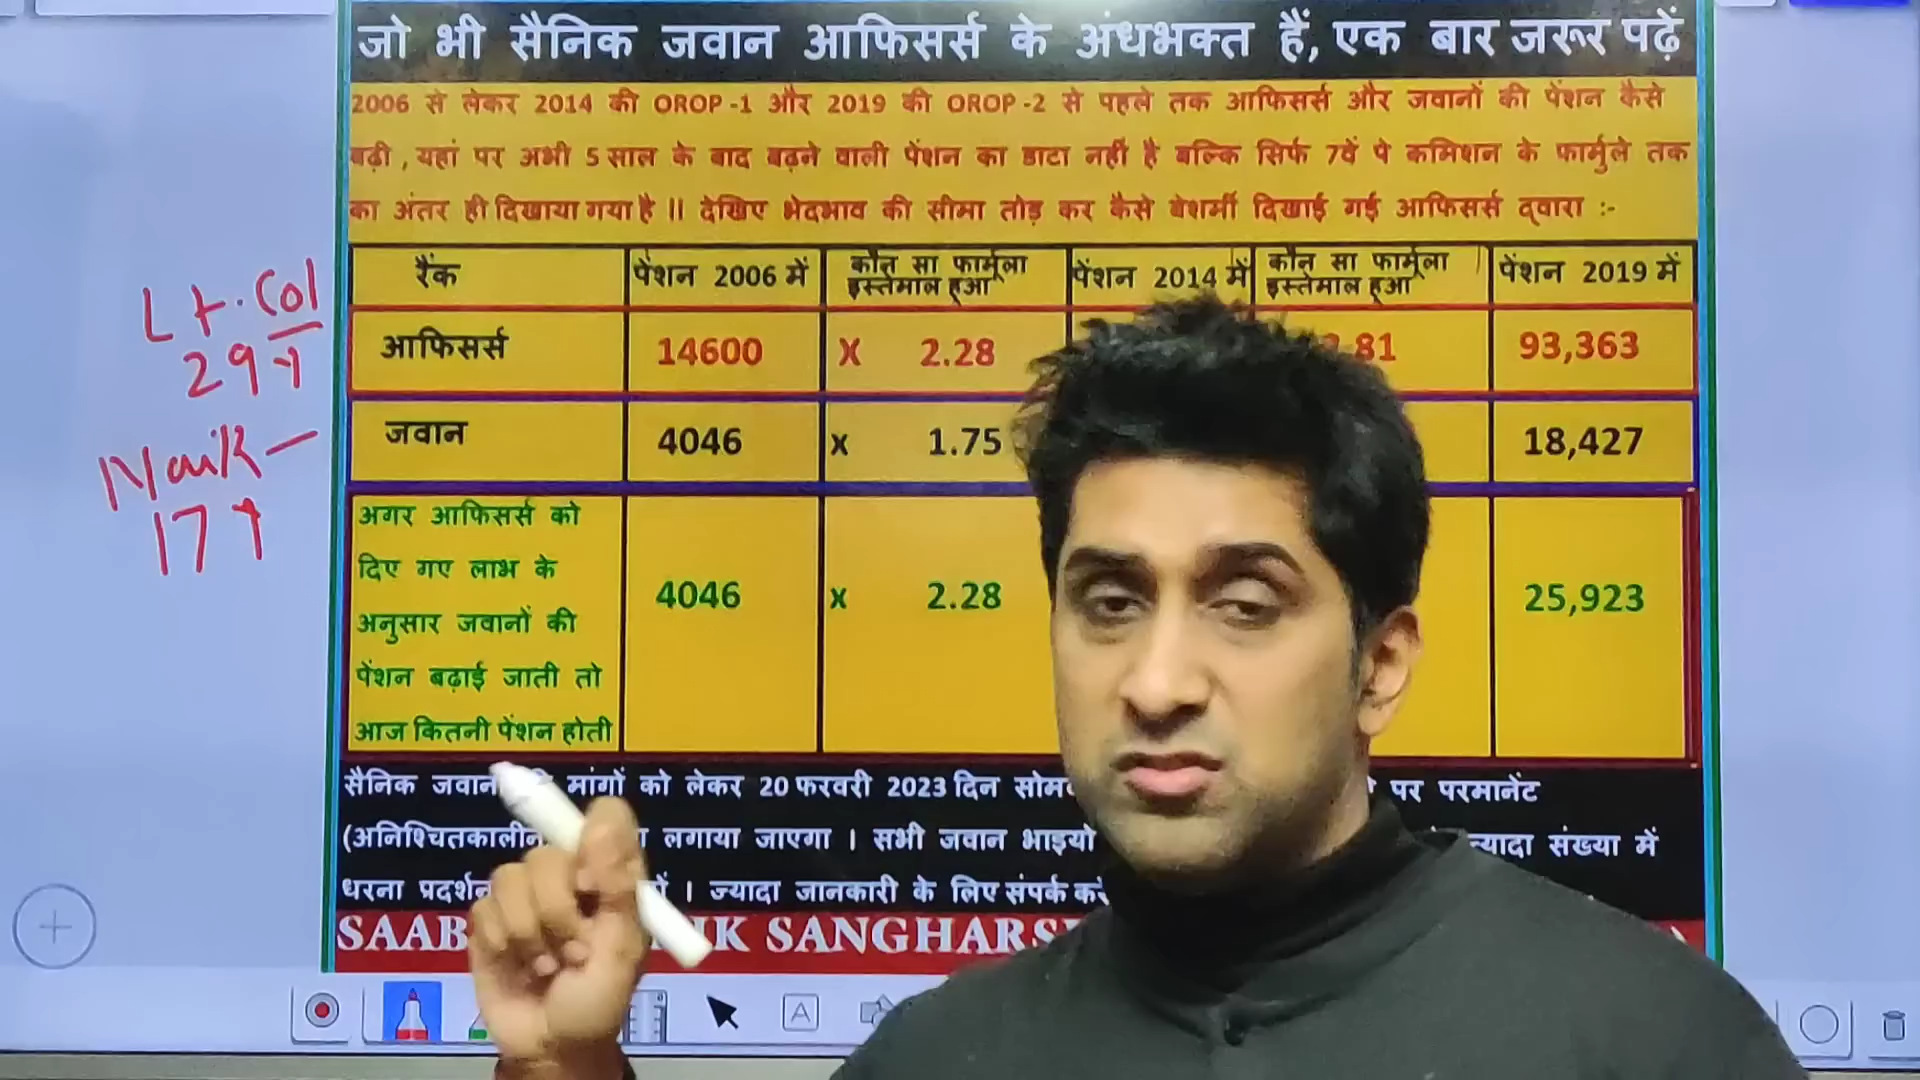 जो भी सैनिक जवान आफिसर्स के अंधभक्त हैं, एक बार जरूर पढ़ें
2006 से लेकर 2014 की OROP -1 और 2019 की OROP -2 से पहले तक आफिसर्स और जवानों की पेंशन कैसे
बढ़ी , यहां पर अभी 5 साल के बाद बढ़ने वाली पेंशन का डाटा नहीं है बल्कि सिर्फ 7वें पे कमिशन के फार्मुले तक
का अंतर ही दिखाया गया है ।। देखिए भेदभाव की सीमा तोड़ कर कैसे बेशर्मी दिखाई गई आफिसर्स द्वारा :-
रैंक पेंशन 2006 में कौन सा फार्मूला इस्तेमाल हुआ पेंशन 2014 में कौन सा फार्मूला इस्तेमाल हुआ पेंशन 2019 में
आफिसर्स 14600 X 2.28 81 93,363
जवान 4046 x 1.75 18,427
अगर आफिसर्स को
दिए गए लाभ के
अनुसार जवानों की
पेंशन बढ़ाई जाती तो
आज कितनी पेंशन होती
4046 x 2.28 25,923
सैनिक जवान मांगों को लेकर 20 फरवरी 2023 दिन पर परमानेंट
(अनिश्चितकालीन लगाया जाएगा । सभी जवान भाइयो संख्या में
धरना प्रदर्शन । ज्यादा जानकारी के लिए संपर्क करें
SANGHARS
Lt. Col
29 Y
Naik -
17 Y
A